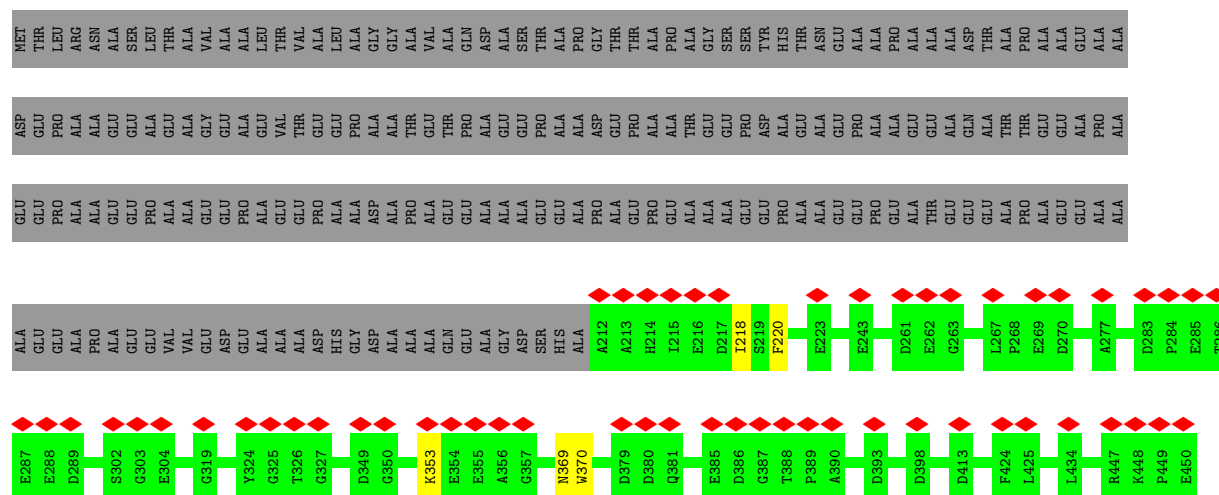 MET THR LEU ARG ASN ALA SER LEU THR ALA VAL ALA ALA LEU THR VAL ALA LEU ALA GLY GLY ALA VAL ALA GLN ASP ALA SER THR ALA PRO GLY THR THR ALA PRO ALA GLY SER SER TYR HIS THR ASN GLU ALA ALA PRO ALA ALA ALA ASP THR ALA PRO ALA ALA GLU ALA ALA
ASP GLU PRO ALA ALA GLU GLU ALA GLU ALA GLY GLU ALA GLU VAL THR GLU GLU PRO ALA ALA THR GLU THR PRO ALA GLU GLU PRO ALA ALA ASP GLU PRO ALA ALA THR GLU GLU PRO ASP ALA GLU ALA GLU PRO ALA ALA GLU GLU ALA GLN ALA THR THR GLU GLU ALA PRO ALA
GLU GLU PRO ALA ALA GLU GLU PRO ALA ALA GLU GLU PRO ALA GLU GLU PRO ALA ALA ASP ALA PRO ALA GLU GLU ALA ALA ALA GLU GLU ALA PRO ALA GLU PRO GLU ALA ALA ALA GLU GLU PRO ALA ALA GLU GLU PRO GLU ALA THR GLU GLU GLU ALA PRO ALA GLU GLU ALA ALA
ALA GLU GLU ALA PRO ALA GLU GLU VAL VAL GLU ASP GLU ALA ALA ALA ASP HIS GLY ASP ALA ALA ALA ALA GLN GLU ALA GLY ASP SER HIS ALA A212 A213 H214 I215 E216 D217 I218 S219 F220 E223 E243 D261 E262 G263 L267 P268 E269 D270 A277 D283 P284 E285 T286
E287 E288 D289 S302 G303 E304 G319 Y324 G325 T326 G327 D349 G350 K353 E354 E355 A356 G357 N369 W370 D379 D380 Q381 E385 D386 G387 T388 P389 A390 D393 D398 D413 F424 L425 L434 R447 K448 P449 E450